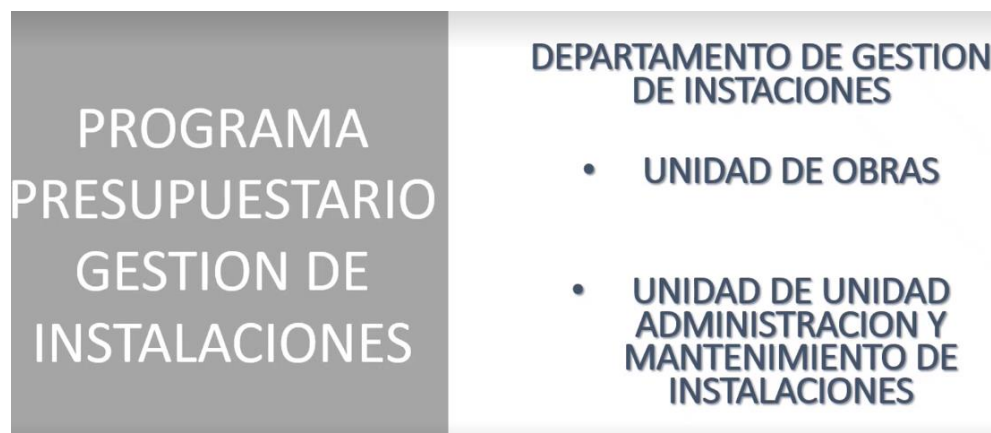 PROGRAMA
PRESUPUESTARIO
GESTION DE
INSTALACIONES
DEPARTAMENTO DE GESTION
DE INSTACIONES
• UNIDAD DE OBRAS
• UNIDAD DE UNIDAD
ADMINISTRACION Y
MANTENIMIENTO DE
INSTALACIONES